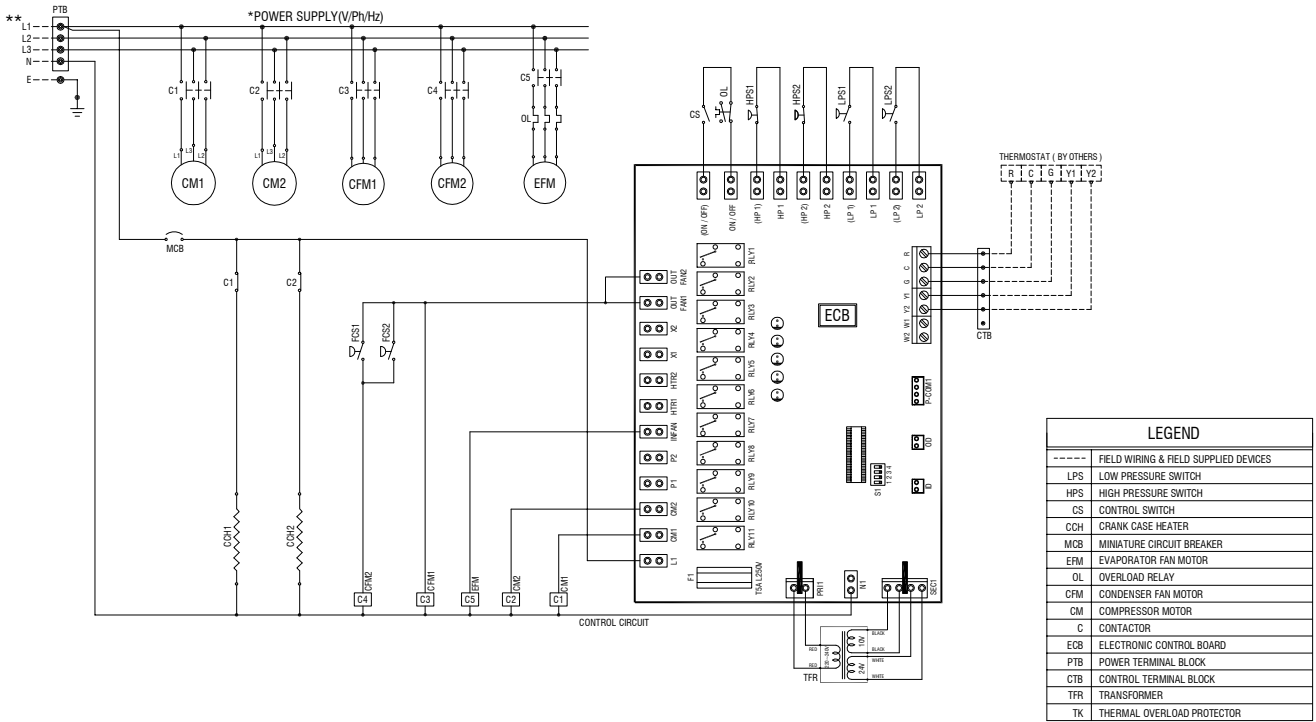 **
PTB
*POWER SUPPLY(V/Ph/Hz)
L1
L2
L3
N
E
C1
C2
C3
C4
C5
OL
L1
L3
L2
L1
L3
L2
CM1
CM2
CFM1
CFM2
EFM
MCB
C1
C2
FCS1
FCS2
CCH1
CCH2
CFM2
CFM1
EFM
CM2
CM1
C4
C3
C5
C2
C1
CONTROL CIRCUIT
CS
OL
HPS1
HPS2
LPS1
LPS2
(ON / OFF)
ON / OFF
(HP 1)
HP 1
(HP 2)
HP 2
(LP 1)
LP 1
(LP 2)
LP 2
OUT FAN2
OUT FAN1
X2
X1
HTR2
HTR1
INFAN
P2
P1
CM2
CM1
L1
RLY1
RLY2
RLY3
RLY4
RLY5
RLY6
RLY7
RLY8
RLY9
RLY10
RLY11
F1
T5A L250V
ECB
R
C
G
Y1
Y2
W1
W2
P-COM1
OD
ID
S1
1 2 3 4
PRI1
N1
SEC1
THERMOSTAT ( BY OTHERS )
R C G Y1 Y2
CTB
RED
RED
10V
24V
BLACK
BLACK
WHITE
WHITE
TFR
LEGEND
FIELD WIRING & FIELD SUPPLIED DEVICES
LPS LOW PRESSURE SWITCH
HPS HIGH PRESSURE SWITCH
CS CONTROL SWITCH
CCH CRANK CASE HEATER
MCB MINIATURE CIRCUIT BREAKER
EFM EVAPORATOR FAN MOTOR
OL OVERLOAD RELAY
CFM CONDENSER FAN MOTOR
CM COMPRESSOR MOTOR
C CONTACTOR
ECB ELECTRONIC CONTROL BOARD
PTB POWER TERMINAL BLOCK
CTB CONTROL TERMINAL BLOCK
TFR TRANSFORMER
TK THERMAL OVERLOAD PROTECTOR